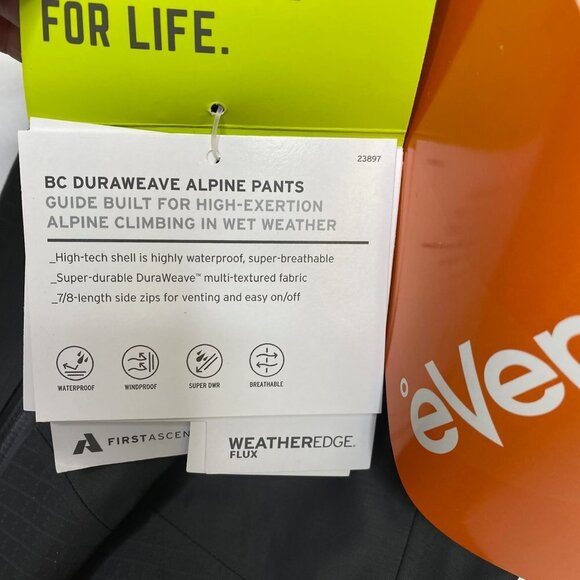 FOR LIFE.
23897
BC DURAWEAVE ALPINE PANTS
GUIDE BUILT FOR HIGH-EXERTION
ALPINE CLIMBING IN WET WEATHER
_High-tech shell is highly waterproof, super-breathable
_Super-durable DuraWeave™ multi-textured fabric
_7/8-length side zips for venting and easy on/off
WATERPROOF
WINDPROOF
SUPER DWR
BREATHABLE
FIRSTASCEN
WEATHEREDGE.
FLUX
eVen